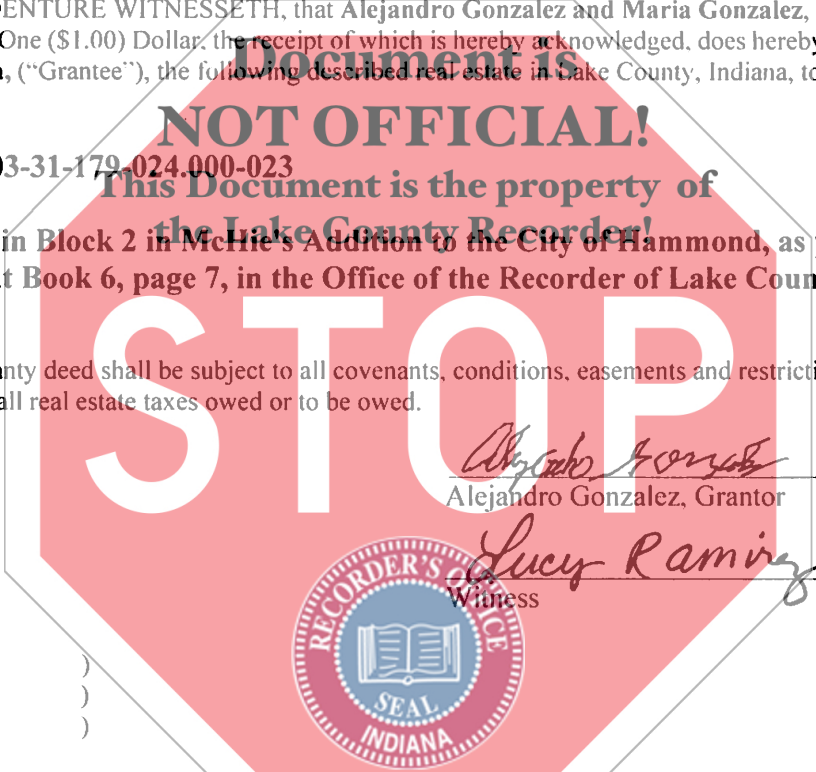 ENTURE WITNESSETH, that Alejandro Gonzalez and Maria Gonzalez,
One ($1.00) Dollar, the receipt of which is hereby acknowledged, does hereby
Document is
("Grantee"), the following described real estate in Lake County, Indiana, to
NOT OFFICIAL!
03-31-179-024.000-023
This Document is the property of
the Lake County Recorder!
in Block 2 in McHie's Addition to the City of Hammond, as
t Book 6, page 7, in the Office of the Recorder of Lake Coun
STOP
anty deed shall be subject to all covenants, conditions, easements and restricti
all real estate taxes owed or to be owed.
Alejandro Gonzalez
Alejandro Gonzalez, Grantor
Lucy Ramirez
Witness
RECORDER'S OFFICE
SEAL
INDIANA
)
)
)